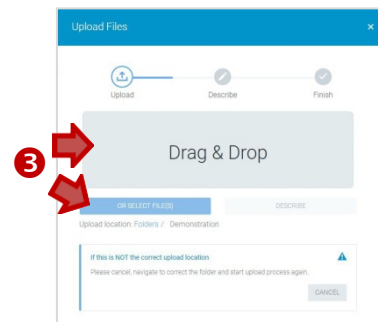 Upload Files ×
Upload Describe Finish
3
Drag & Drop
OR SELECT FILE(S) DESCRIBE
Upload location: Folders / Demonstration
If this is NOT the correct upload location
Please cancel, navigate to correct the folder and start upload process again.
CANCEL